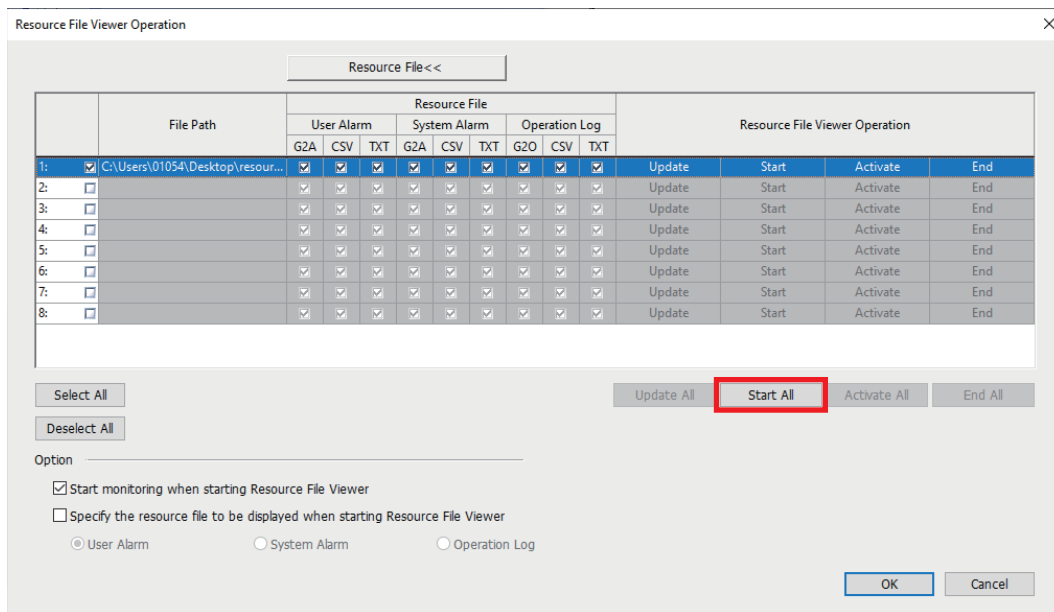 Resource File Viewer Operation
Resource File<<
File Path
Resource File
Resource File Viewer Operation
User Alarm System Alarm Operation Log
G2A CSV TXT G2A CSV TXT G2O CSV TXT
1: C:\Users\01054\Desktop\resour... Update Start Activate End
2: Update Start Activate End
3: Update Start Activate End
4: Update Start Activate End
5: Update Start Activate End
6: Update Start Activate End
7: Update Start Activate End
8: Update Start Activate End
Select All Update All Start All Activate All End All
Deselect All
Option
Start monitoring when starting Resource File Viewer
Specify the resource file to be displayed when starting Resource File Viewer
User Alarm System Alarm Operation Log
OK Cancel